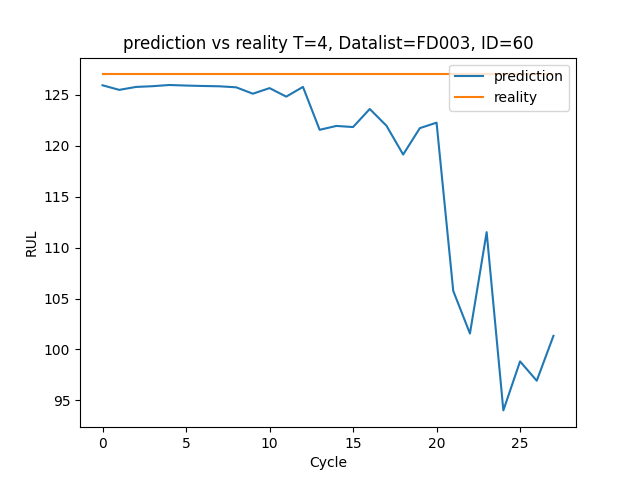 prediction vs reality T=4, Datalist=FD003, ID=60
prediction
reality
125
120
115
110
105
100
95
RUL
0 5 10 15 20 25
Cycle